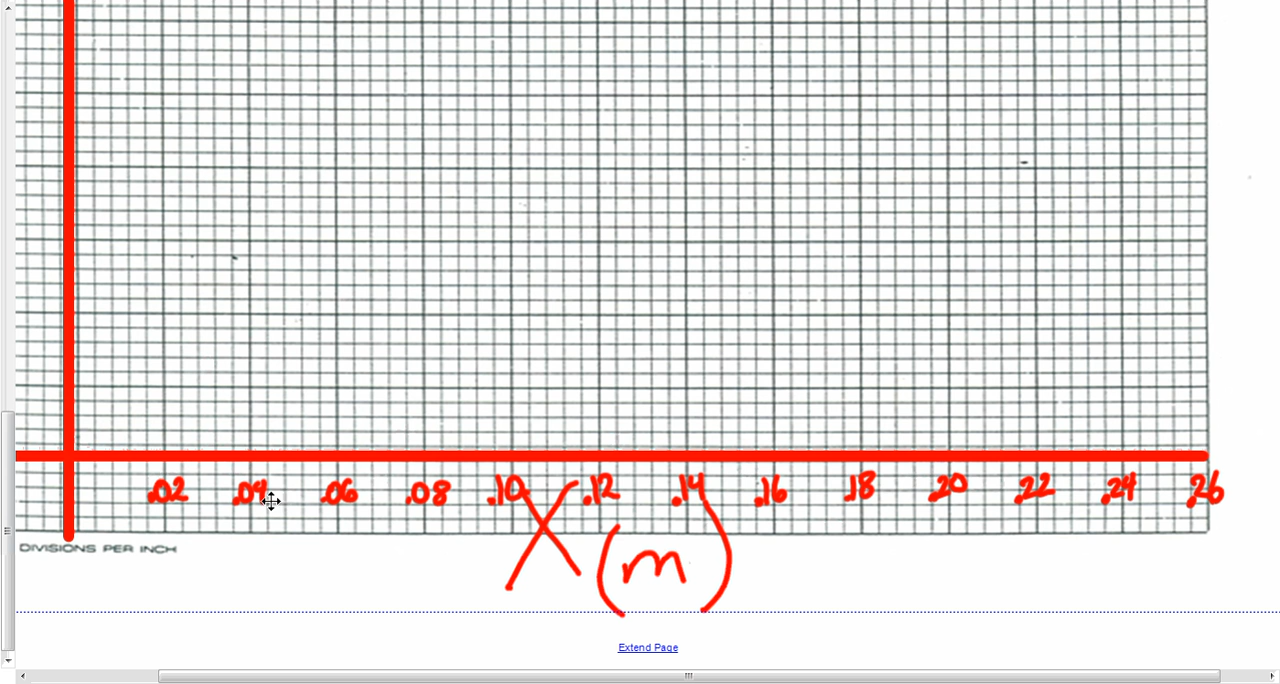 .02 .04 .06 .08 .10 .12 .14 .16 .18 .20 .22 .24 .26
X (m)
DIVISIONS PER INCH
Extend Page